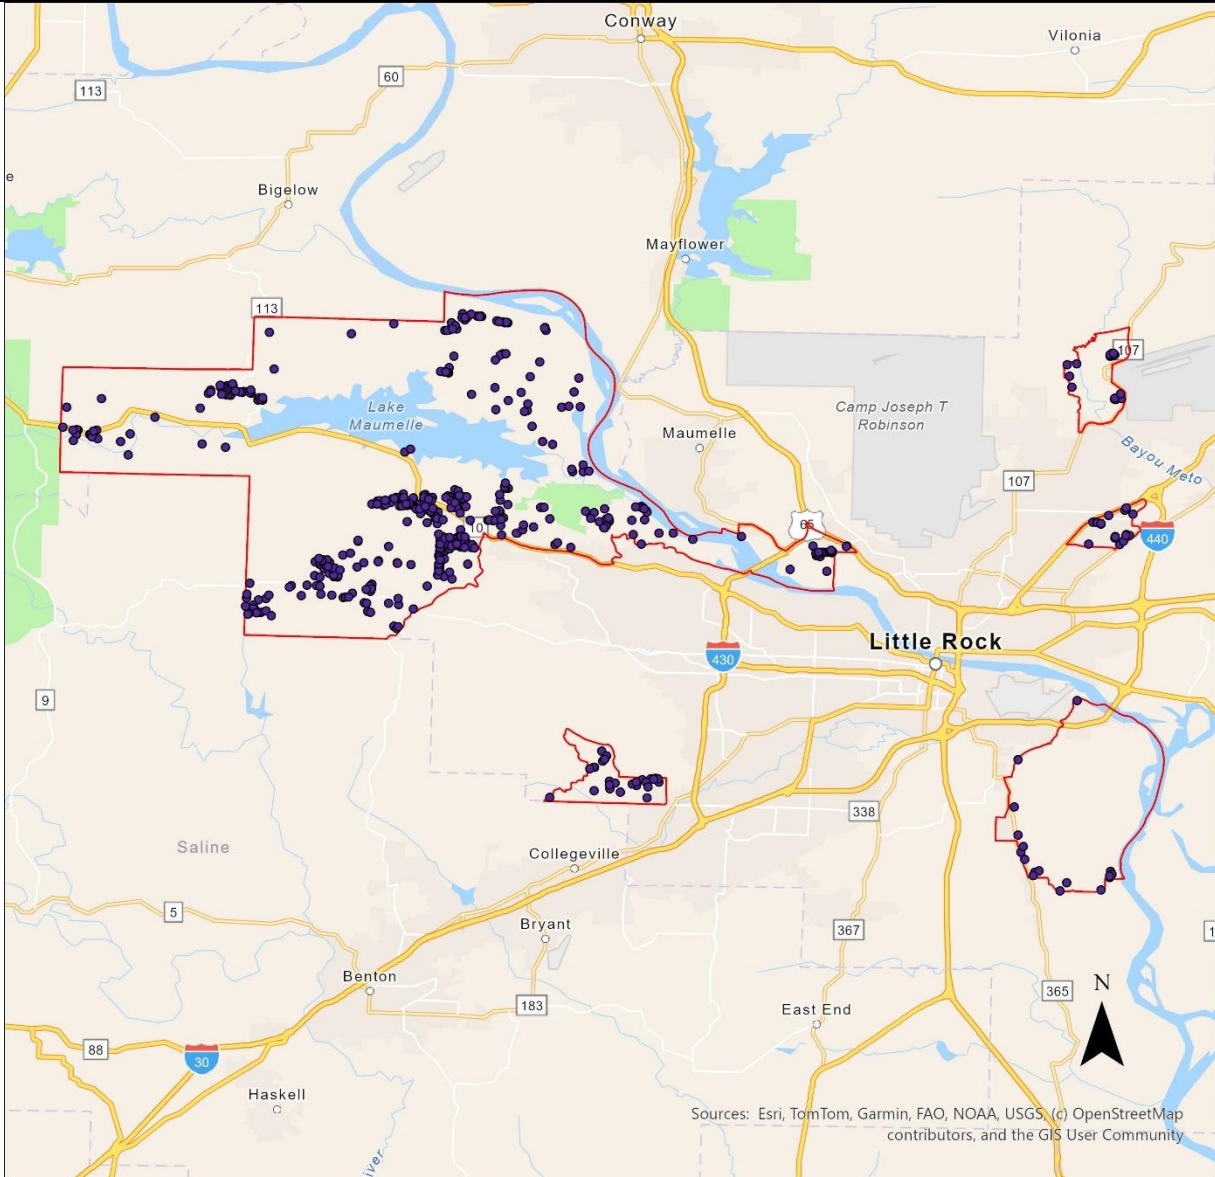 Conway
Vilonia
60
113
e
Bigelow
Mayflower
113
107
Lake
Maumelle
Camp Joseph T
Robinson
Maumelle
Bayou Meto
107
10
65
440
Little Rock
430
9
338
Saline
Collegeville
5
Bryant
367
1
Benton
183
365
N
East End
88
30
Haskell
Sources: Esri, TomTom, Garmin, FAO, NOAA, USGS, (c) OpenStreetMap
contributors, and the GIS User Community
iver